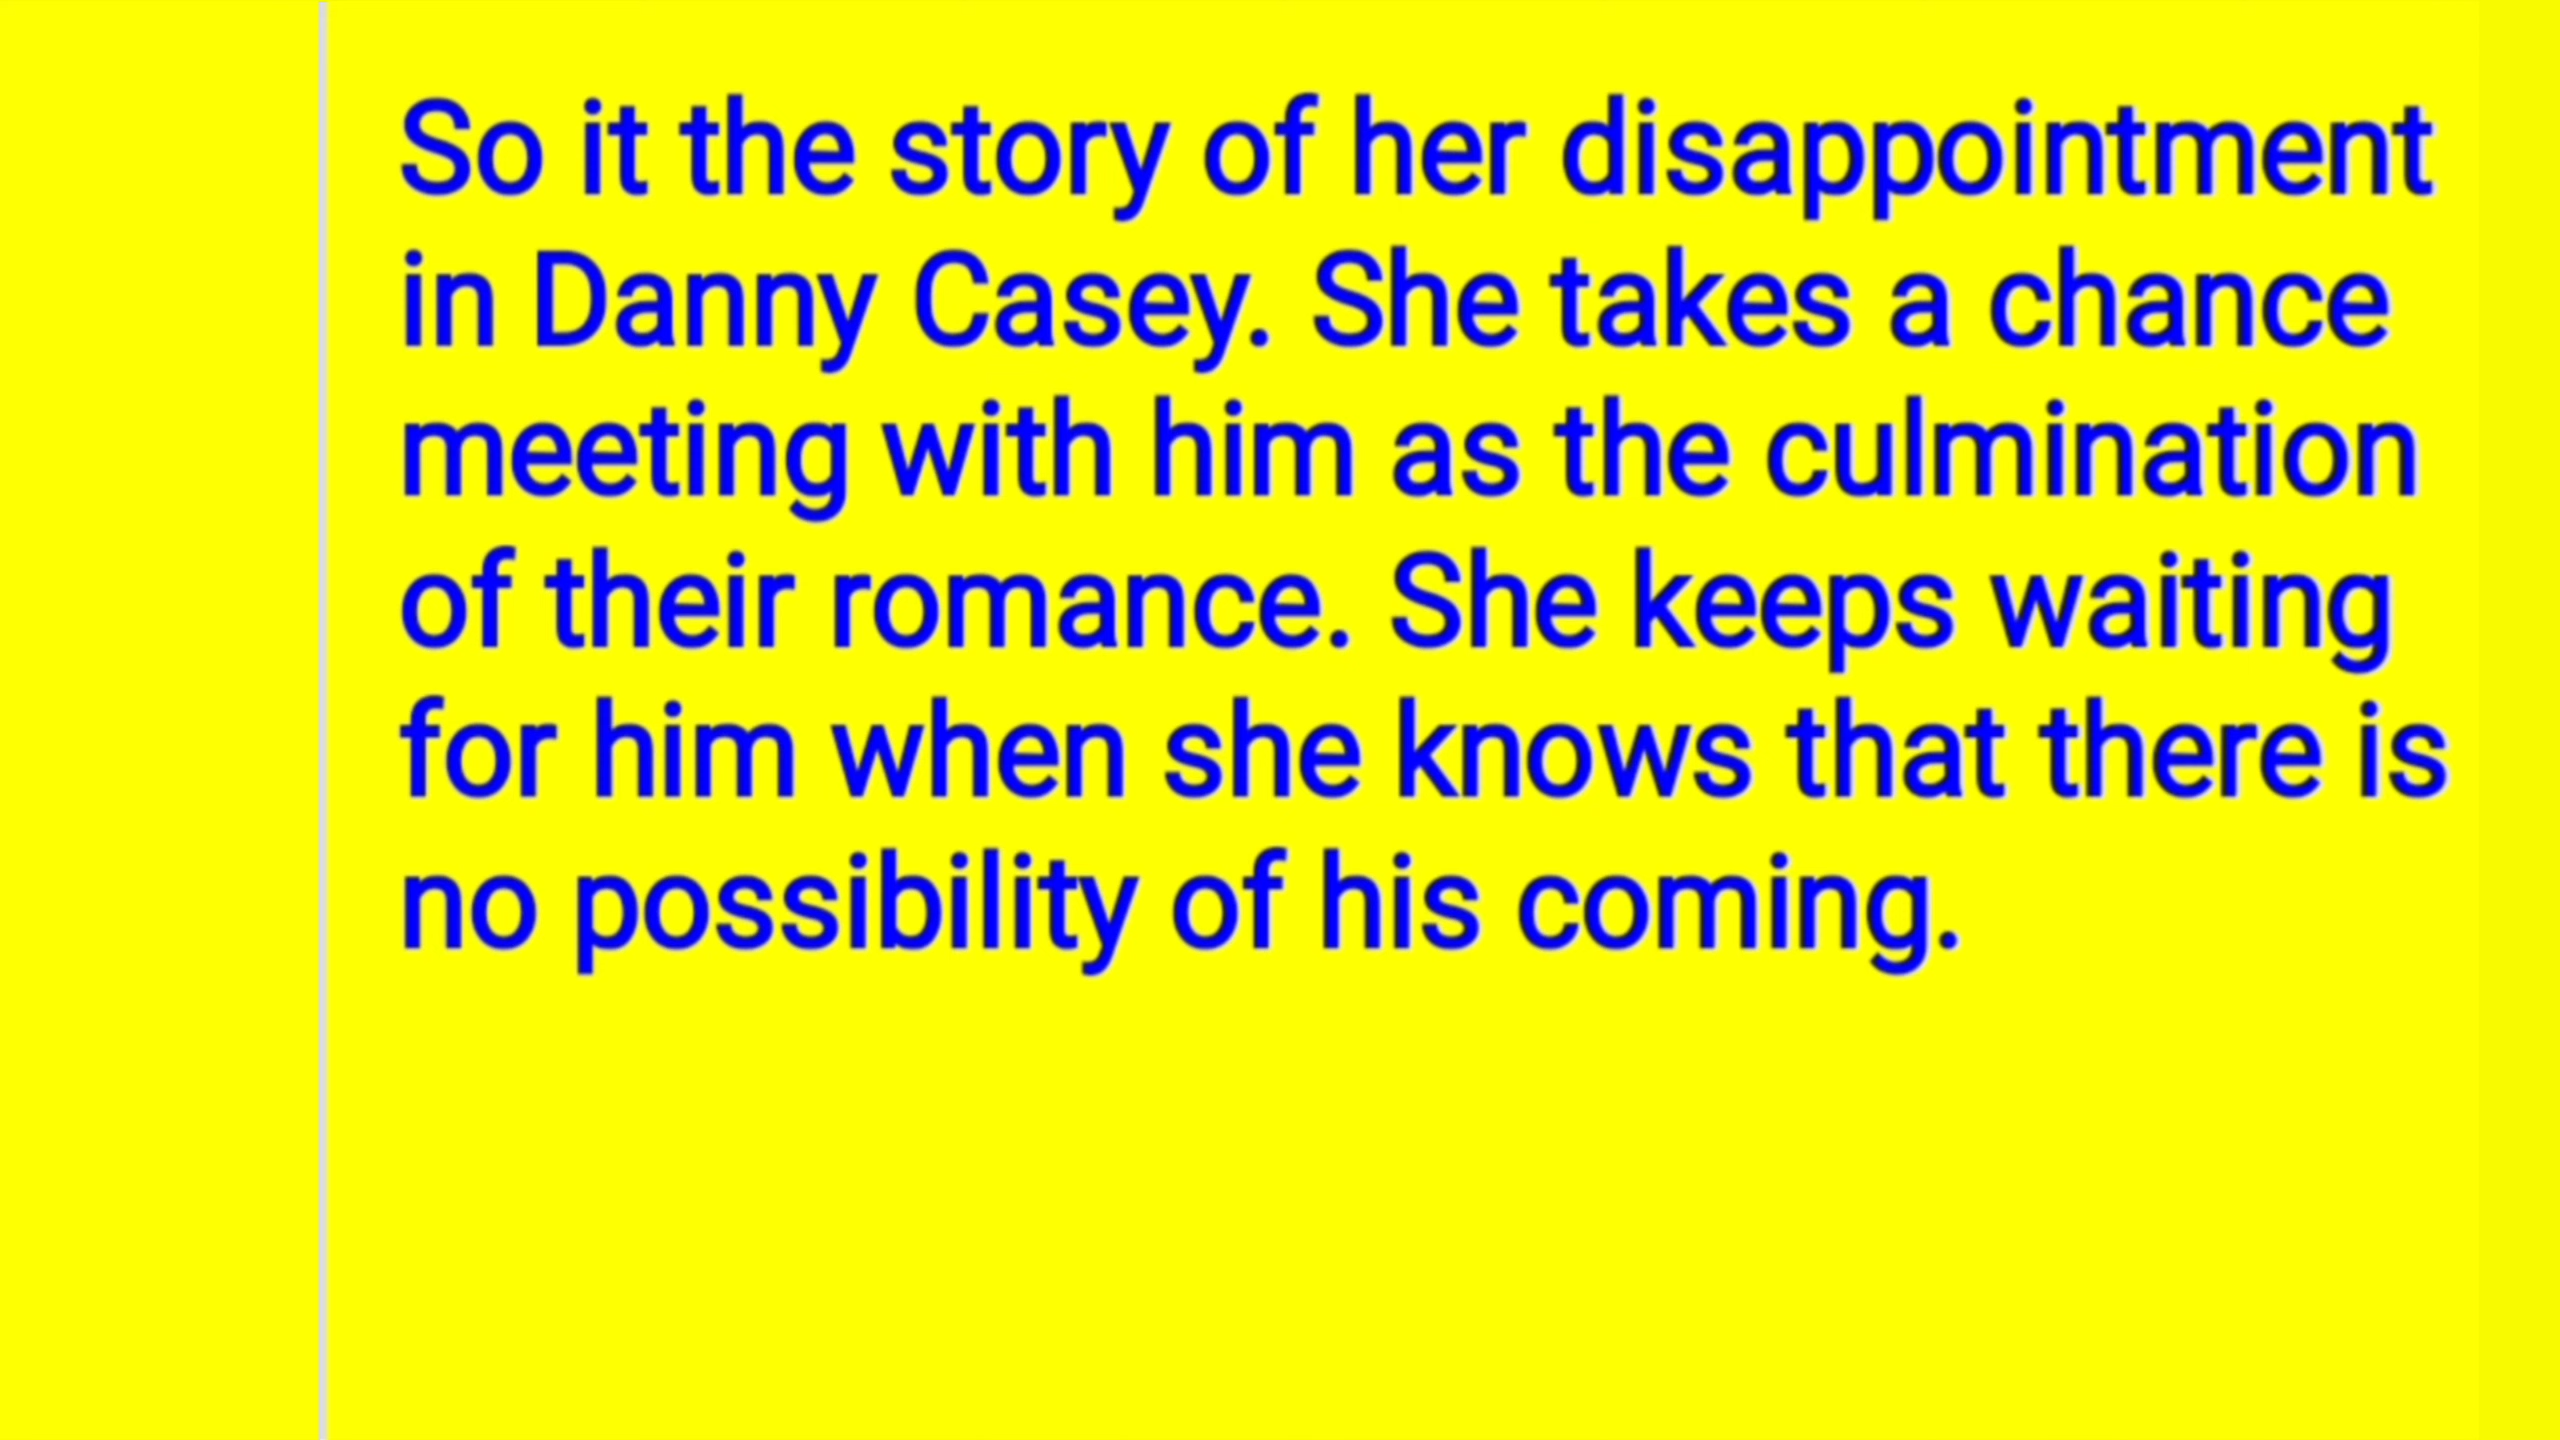 So it the story of her disappointment
in Danny Casey. She takes a chance
meeting with him as the culmination
of their romance. She keeps waiting
for him when she knows that there is
no possibility of his coming.